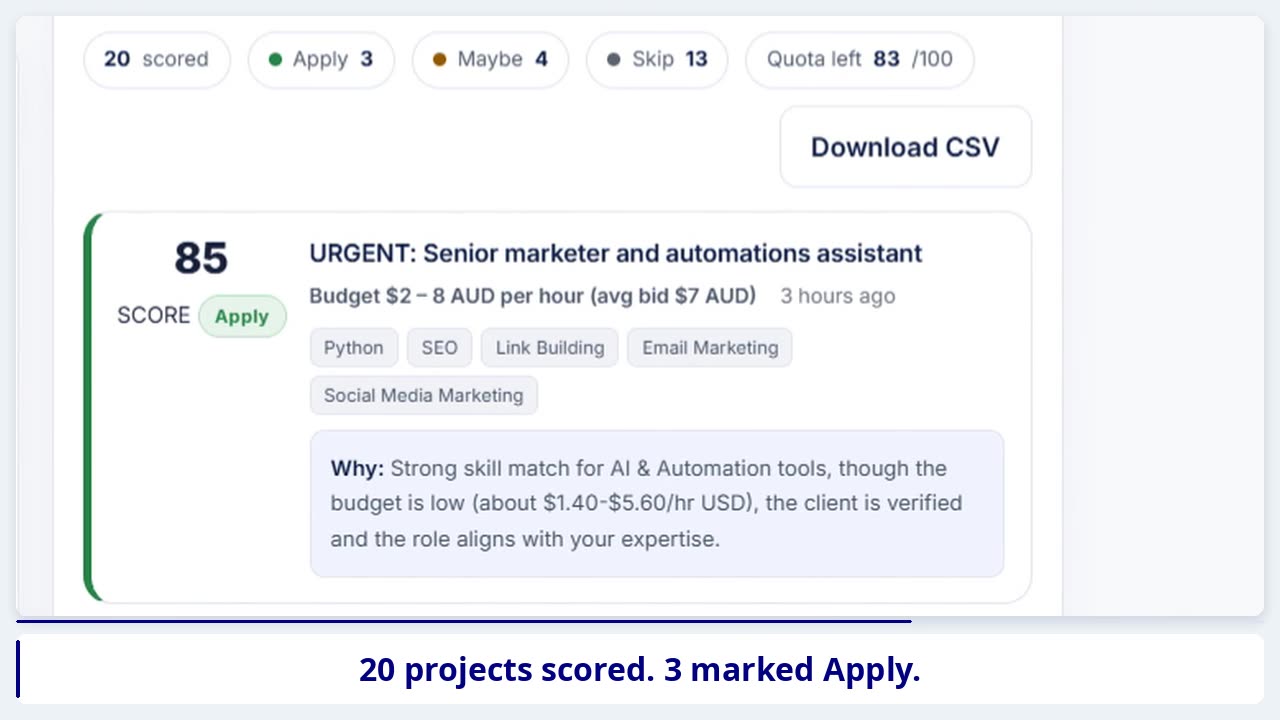 20 scored Apply 3 Maybe 4 Skip 13 Quota left 83 /100
Download CSV
85
SCORE Apply
URGENT: Senior marketer and automations assistant
Budget $2 – 8 AUD per hour (avg bid $7 AUD) 3 hours ago
Python SEO Link Building Email Marketing
Social Media Marketing
Why: Strong skill match for AI & Automation tools, though the
budget is low (about $1.40-$5.60/hr USD), the client is verified
and the role aligns with your expertise.
20 projects scored. 3 marked Apply.